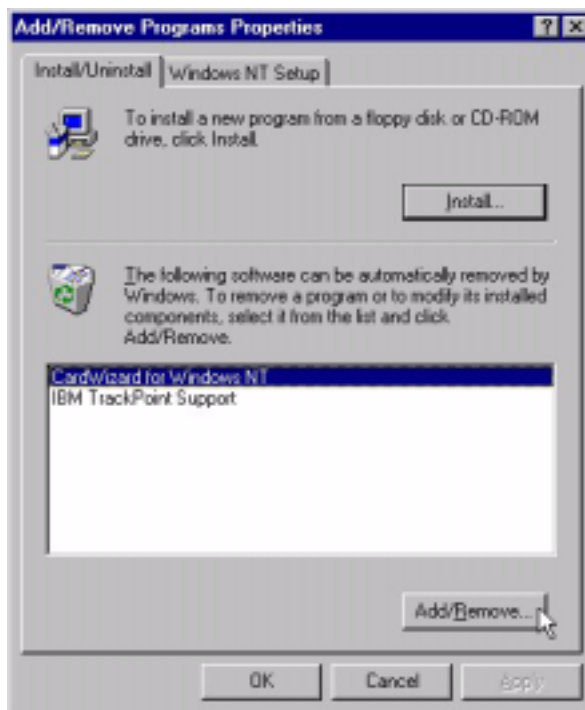 Add/Remove Programs Properties
Install/Uninstall
Windows NT Setup
To install a new program from a floppy disk or CD-ROM
drive, click Install.
Install...
The following software can be automatically removed by
Windows. To remove a program or to modify its installed
components, select it from the list and click
Add/Remove.
CardWizard for Windows NT
IBM TrackPoint Support
Add/Remove...
OK
Cancel
Apply